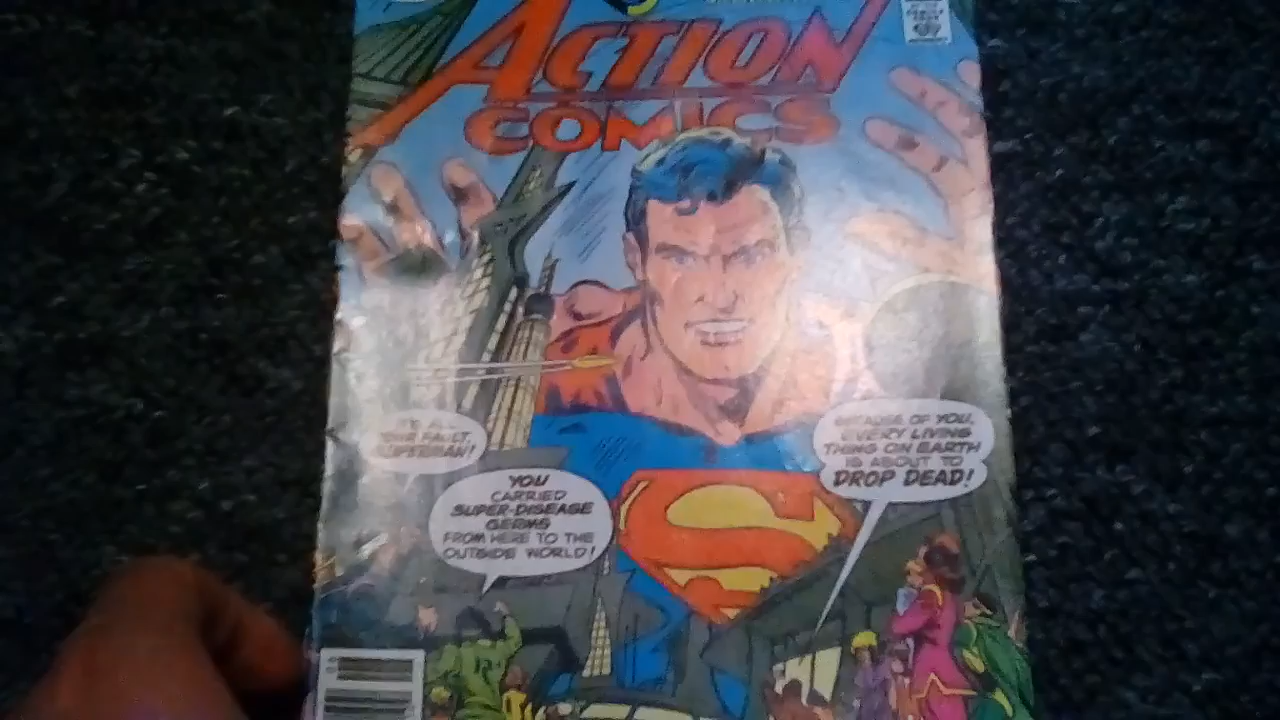 ACTION
COMICS
IT'S ALL
YOUR FAULT,
SUPERMAN!
YOU
CARRIED
SUPER-DISEASE
GERMS
FROM HERE TO THE
OUTSIDE WORLD!
BECAUSE OF YOU,
EVERY LIVING
THING ON EARTH
IS ABOUT TO
DROP DEAD!
S